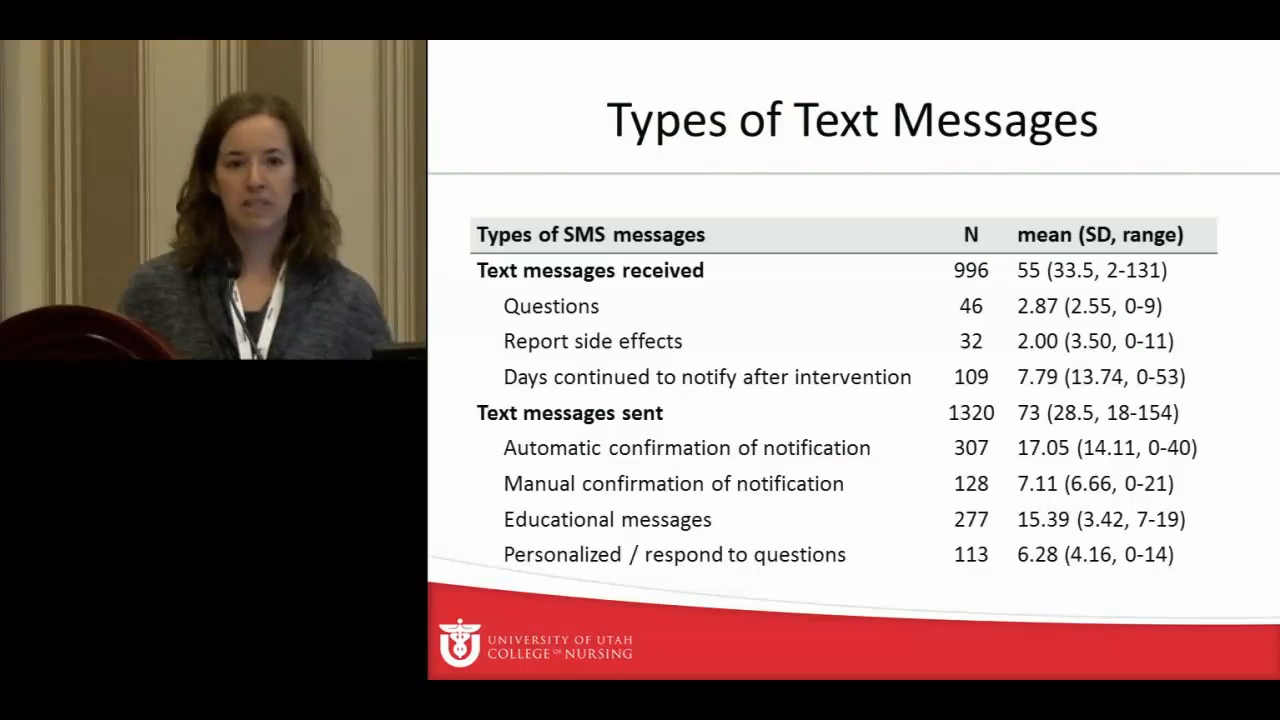 Types of Text Messages
Types of SMS messages N mean (SD, range)
Text messages received 996 55 (33.5, 2-131)
Questions 46 2.87 (2.55, 0-9)
Report side effects 32 2.00 (3.50, 0-11)
Days continued to notify after intervention 109 7.79 (13.74, 0-53)
Text messages sent 1320 73 (28.5, 18-154)
Automatic confirmation of notification 307 17.05 (14.11, 0-40)
Manual confirmation of notification 128 7.11 (6.66, 0-21)
Educational messages 277 15.39 (3.42, 7-19)
Personalized / respond to questions 113 6.28 (4.16, 0-14)
UNIVERSITY OF UTAH
COLLEGE OF NURSING